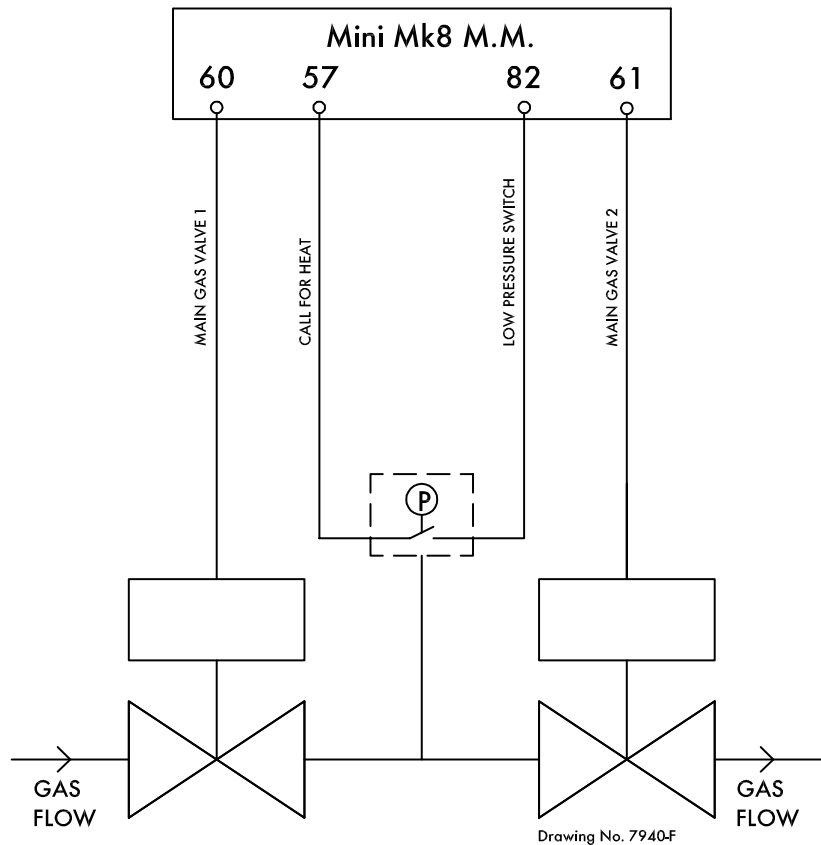 Mini Mk8 M.M.
60 57 82 61
MAIN GAS VALVE 1
CALL FOR HEAT
LOW PRESSURE SWITCH
MAIN GAS VALVE 2
P
GAS
FLOW
GAS
FLOW
Drawing No. 7940-F